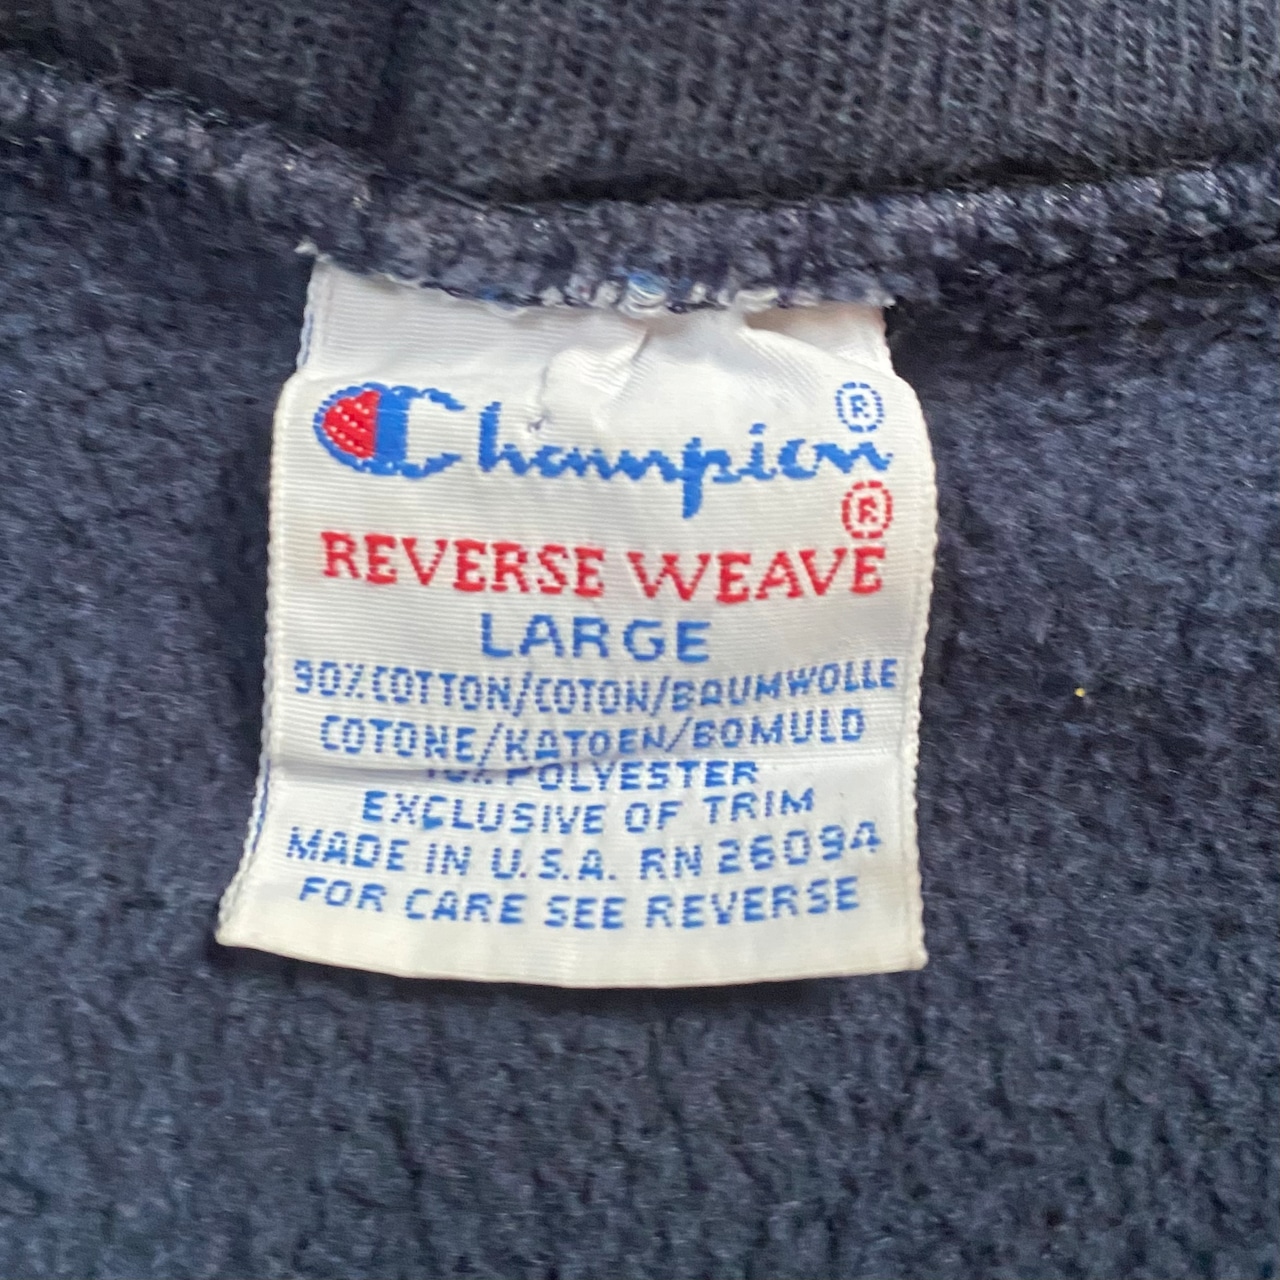 Champion®
REVERSE WEAVE®
LARGE
90% COTTON/COTON/BAUMWOLLE
COTONE/KATOEN/BOMULD
10% POLYESTER
EXCLUSIVE OF TRIM
MADE IN U.S.A. RN 26094
FOR CARE SEE REVERSE